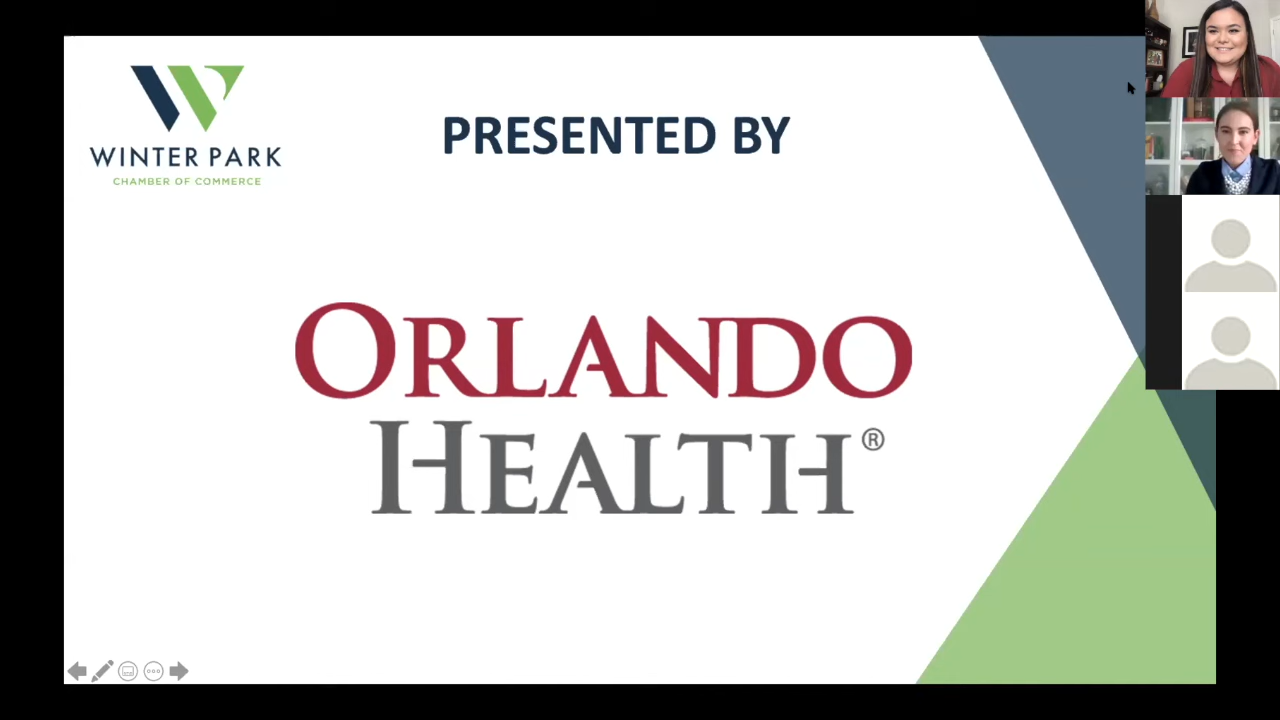 WINTER PARK
CHAMBER OF COMMERCE
PRESENTED BY
ORLANDO
HEALTH®